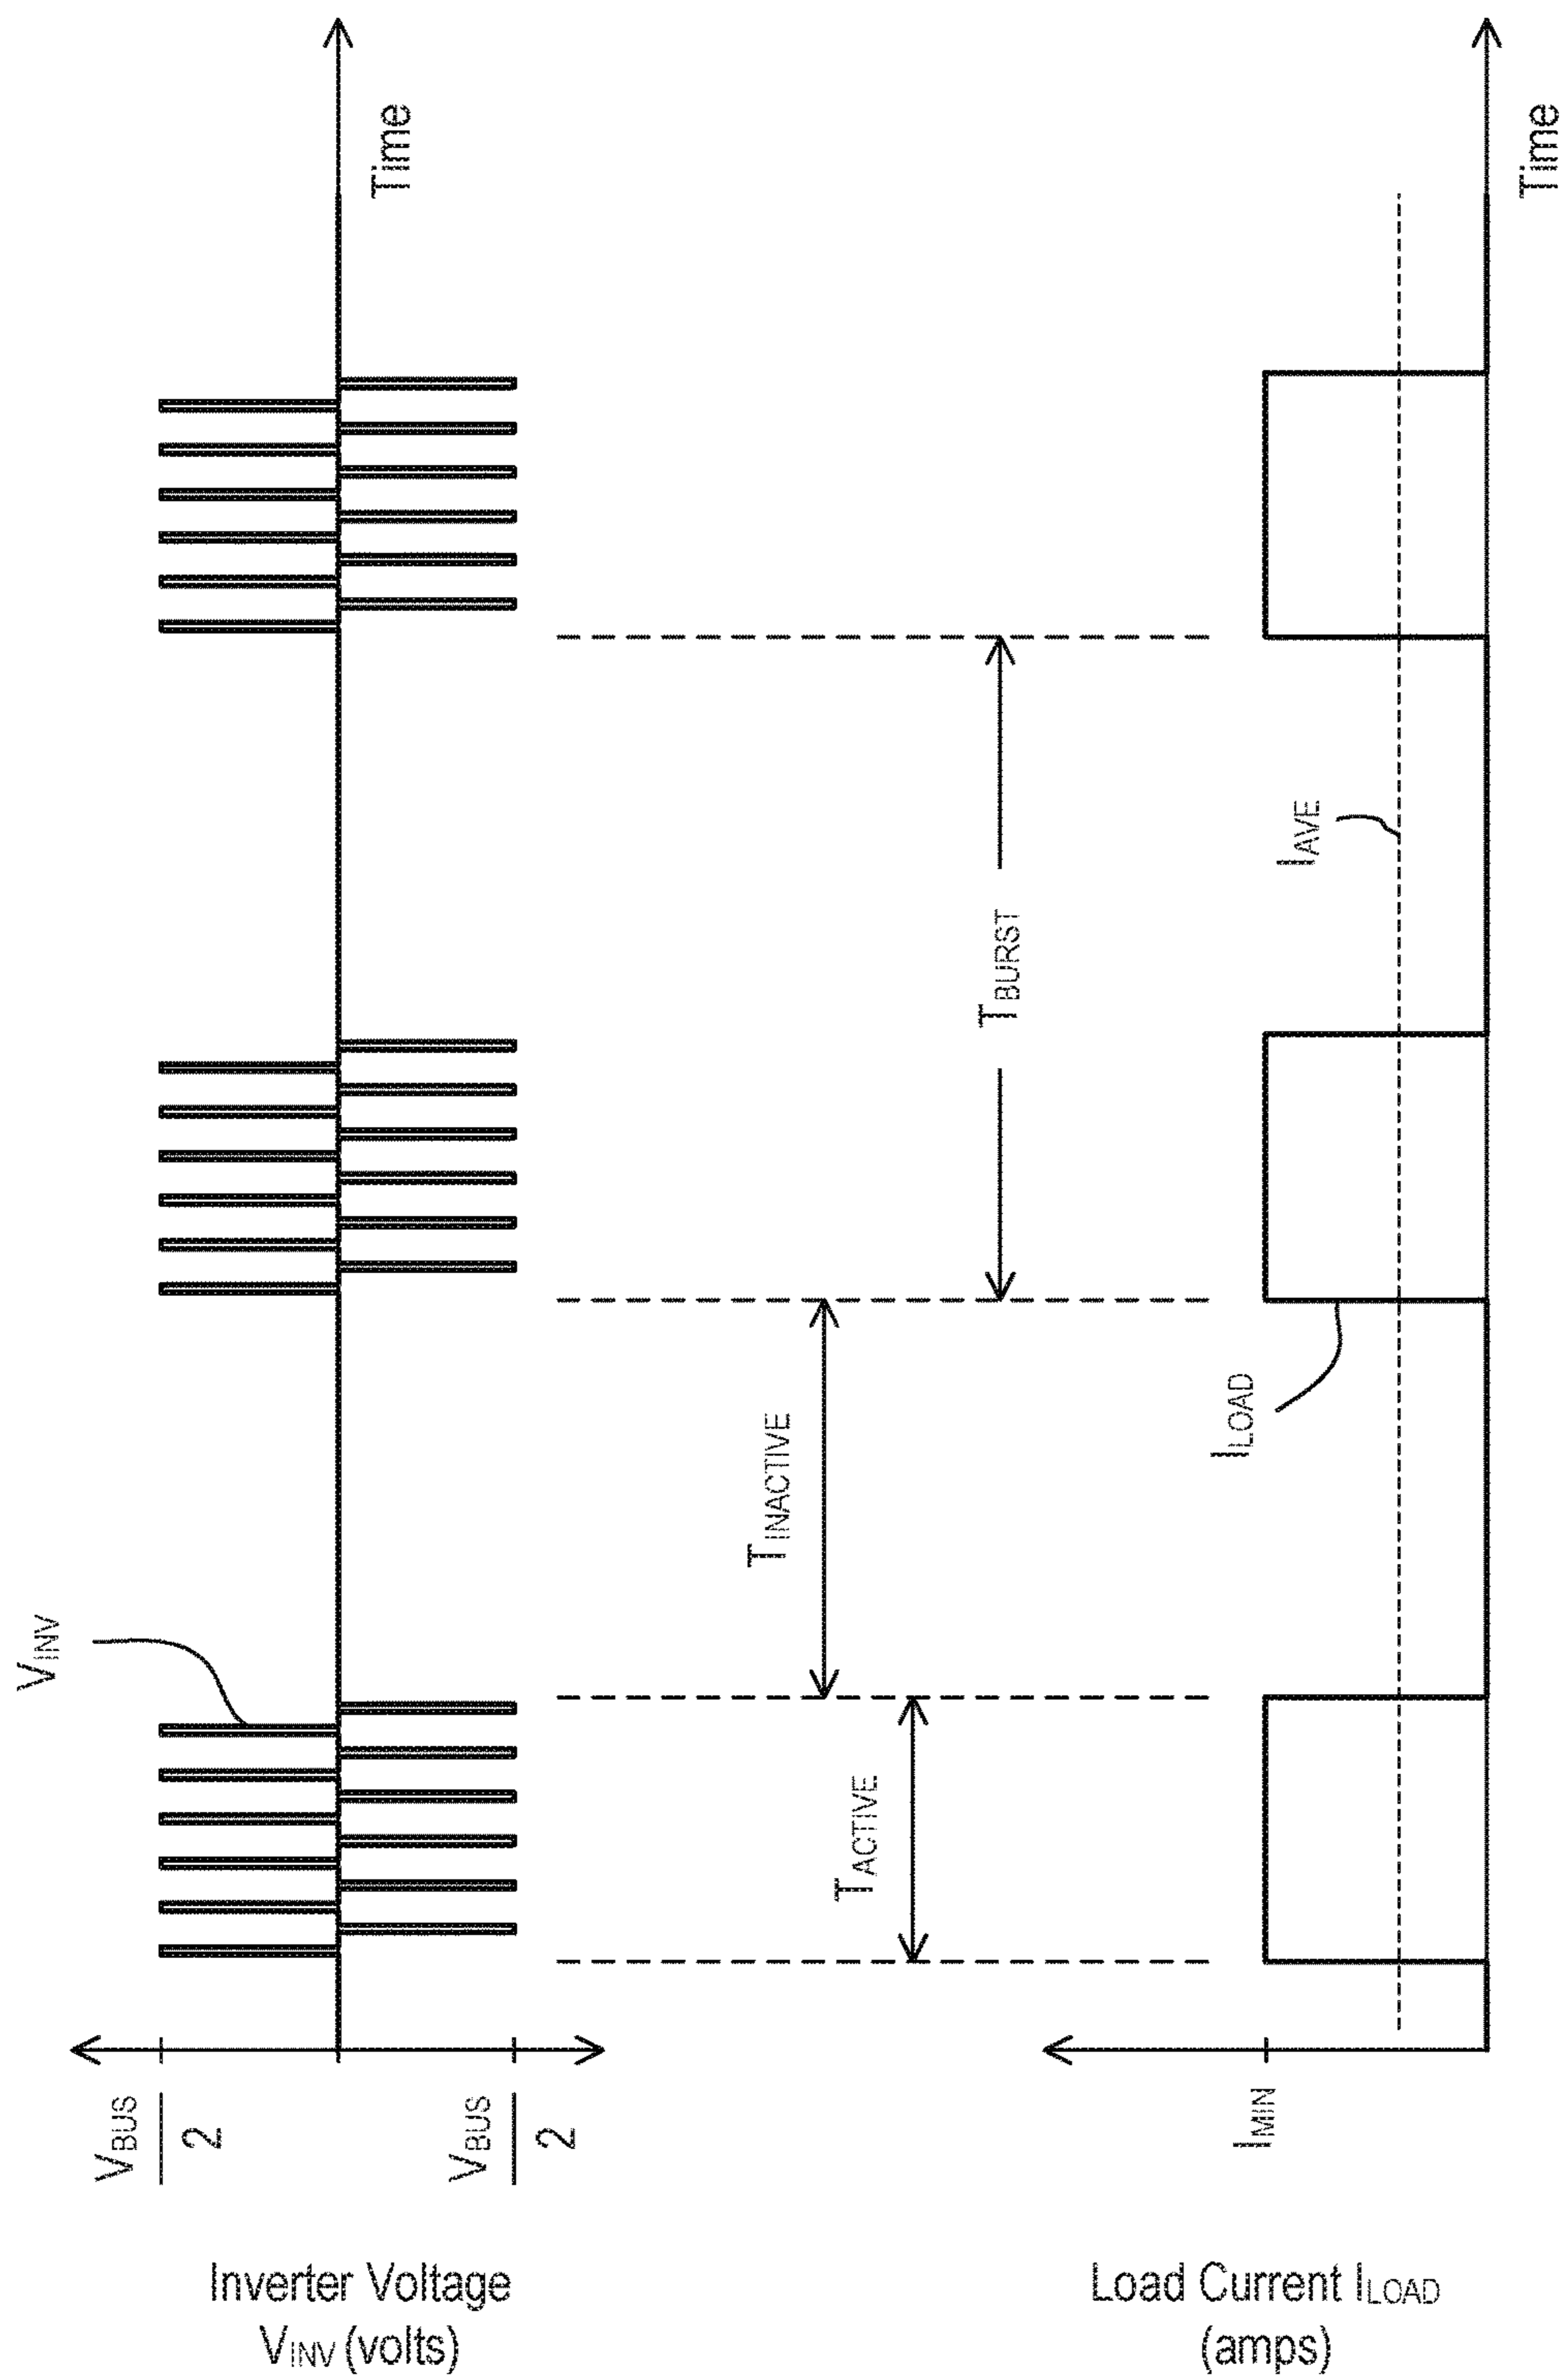 Inverter Voltage
VINV (volts)
VBUS
2
VBUS
2
VINV
Time
TACTIVE
TINACTIVE
TBURST
Load Current ILOAD
(amps)
IMIN
ILOAD
IAVE
Time